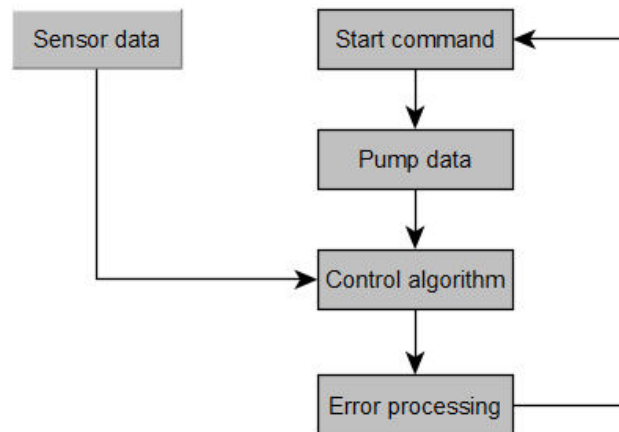 Sensor data
Start command
Pump data
Control algorithm
Error processing